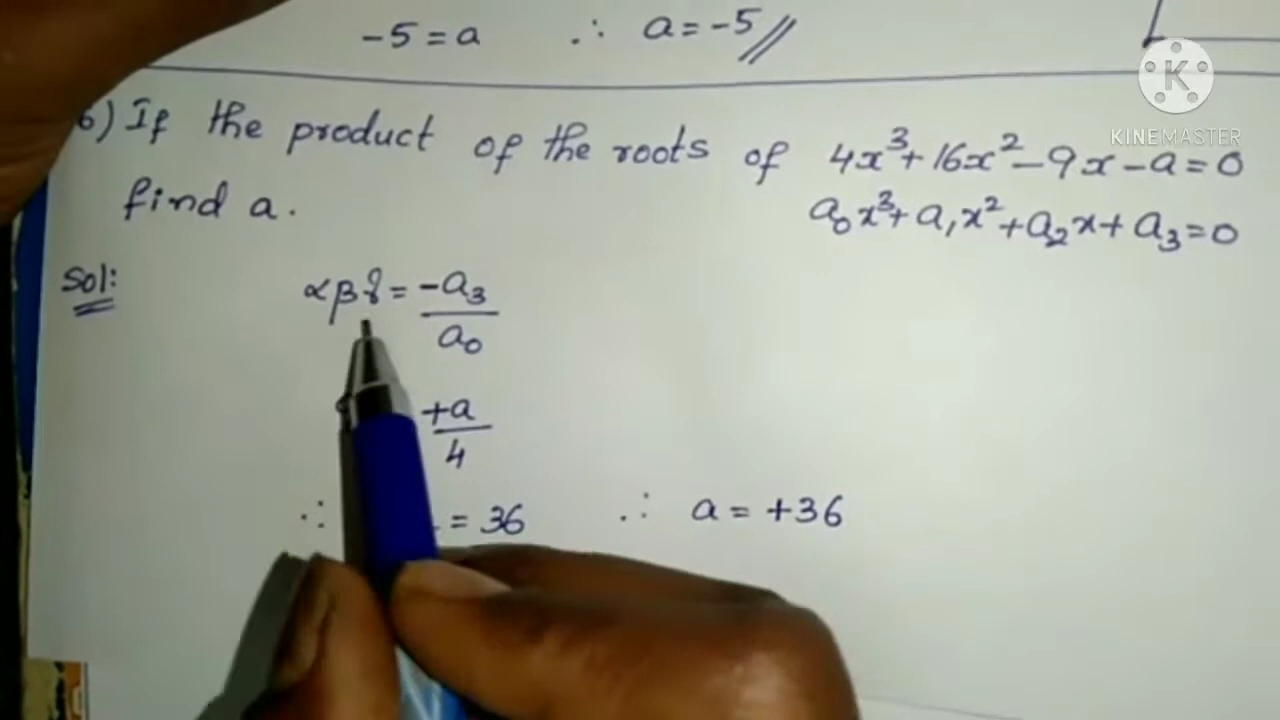 -5 = a ∴ a = -5
K
KINEMASTER
6) If the product of the roots of 4x³+16x²-9x-a=0
find a.
a₀x³+a₁x²+a₂x+a₃=0
Sol:
αβγ = -a₃/a₀
+a/4
∴ = 36 ∴ a = +36